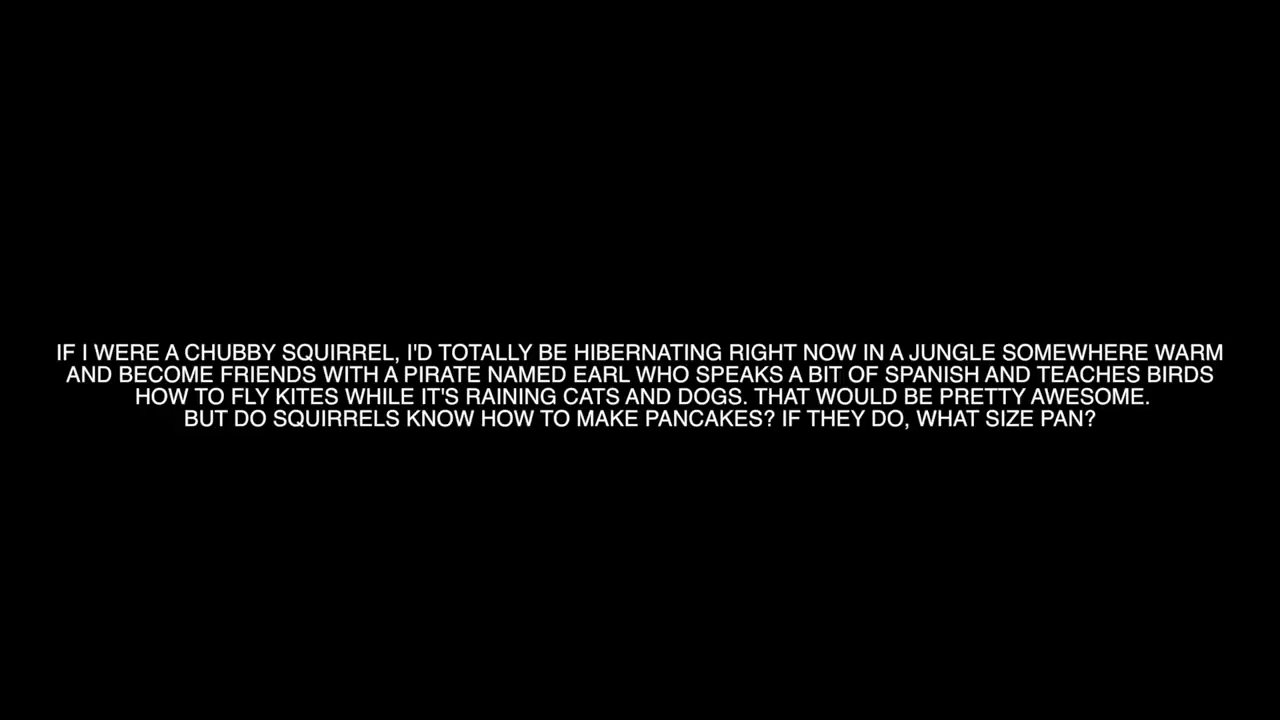 IF I WERE A CHUBBY SQUIRREL, I'D TOTALLY BE HIBERNATING RIGHT NOW IN A JUNGLE SOMEWHERE WARM
AND BECOME FRIENDS WITH A PIRATE NAMED EARL WHO SPEAKS A BIT OF SPANISH AND TEACHES BIRDS
HOW TO FLY KITES WHILE IT'S RAINING CATS AND DOGS. THAT WOULD BE PRETTY AWESOME.
BUT DO SQUIRRELS KNOW HOW TO MAKE PANCAKES? IF THEY DO, WHAT SIZE PAN?